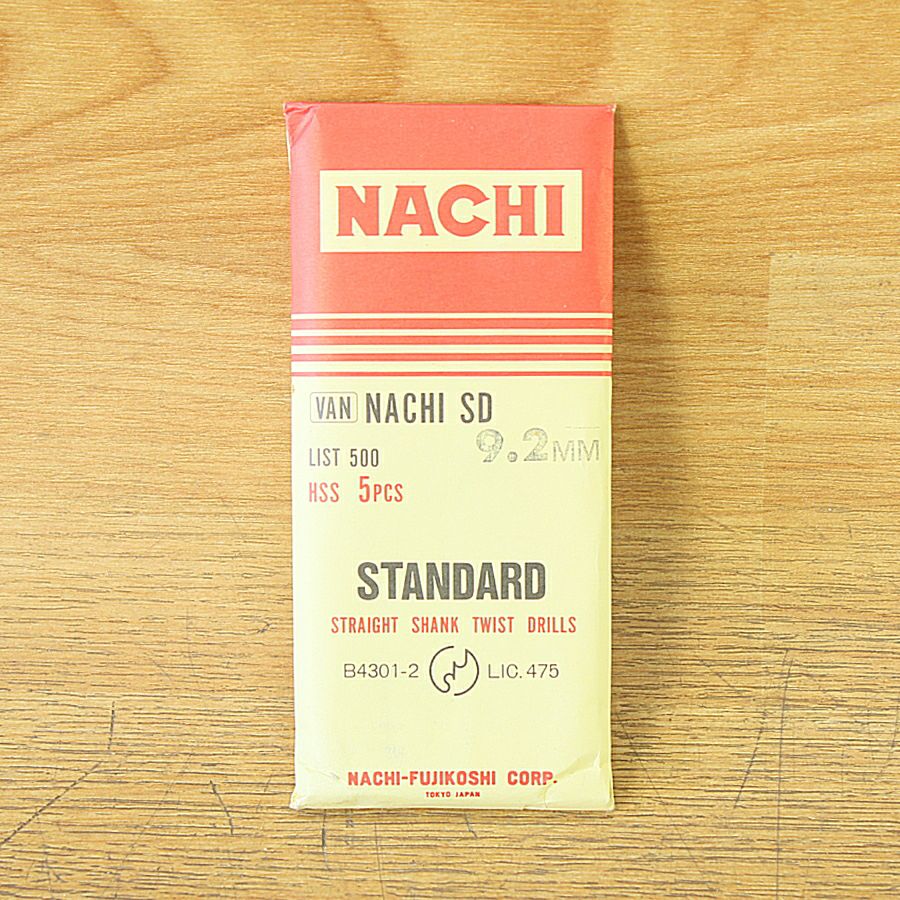 NACHI
VAN NACHI SD
9.2MM
LIST 500
HSS 5PCS
STANDARD
STRAIGHT SHANK TWIST DRILLS
B4301-2 LIC. 475
NACHI-FUJIKOSHI CORP.
TOKYO JAPAN